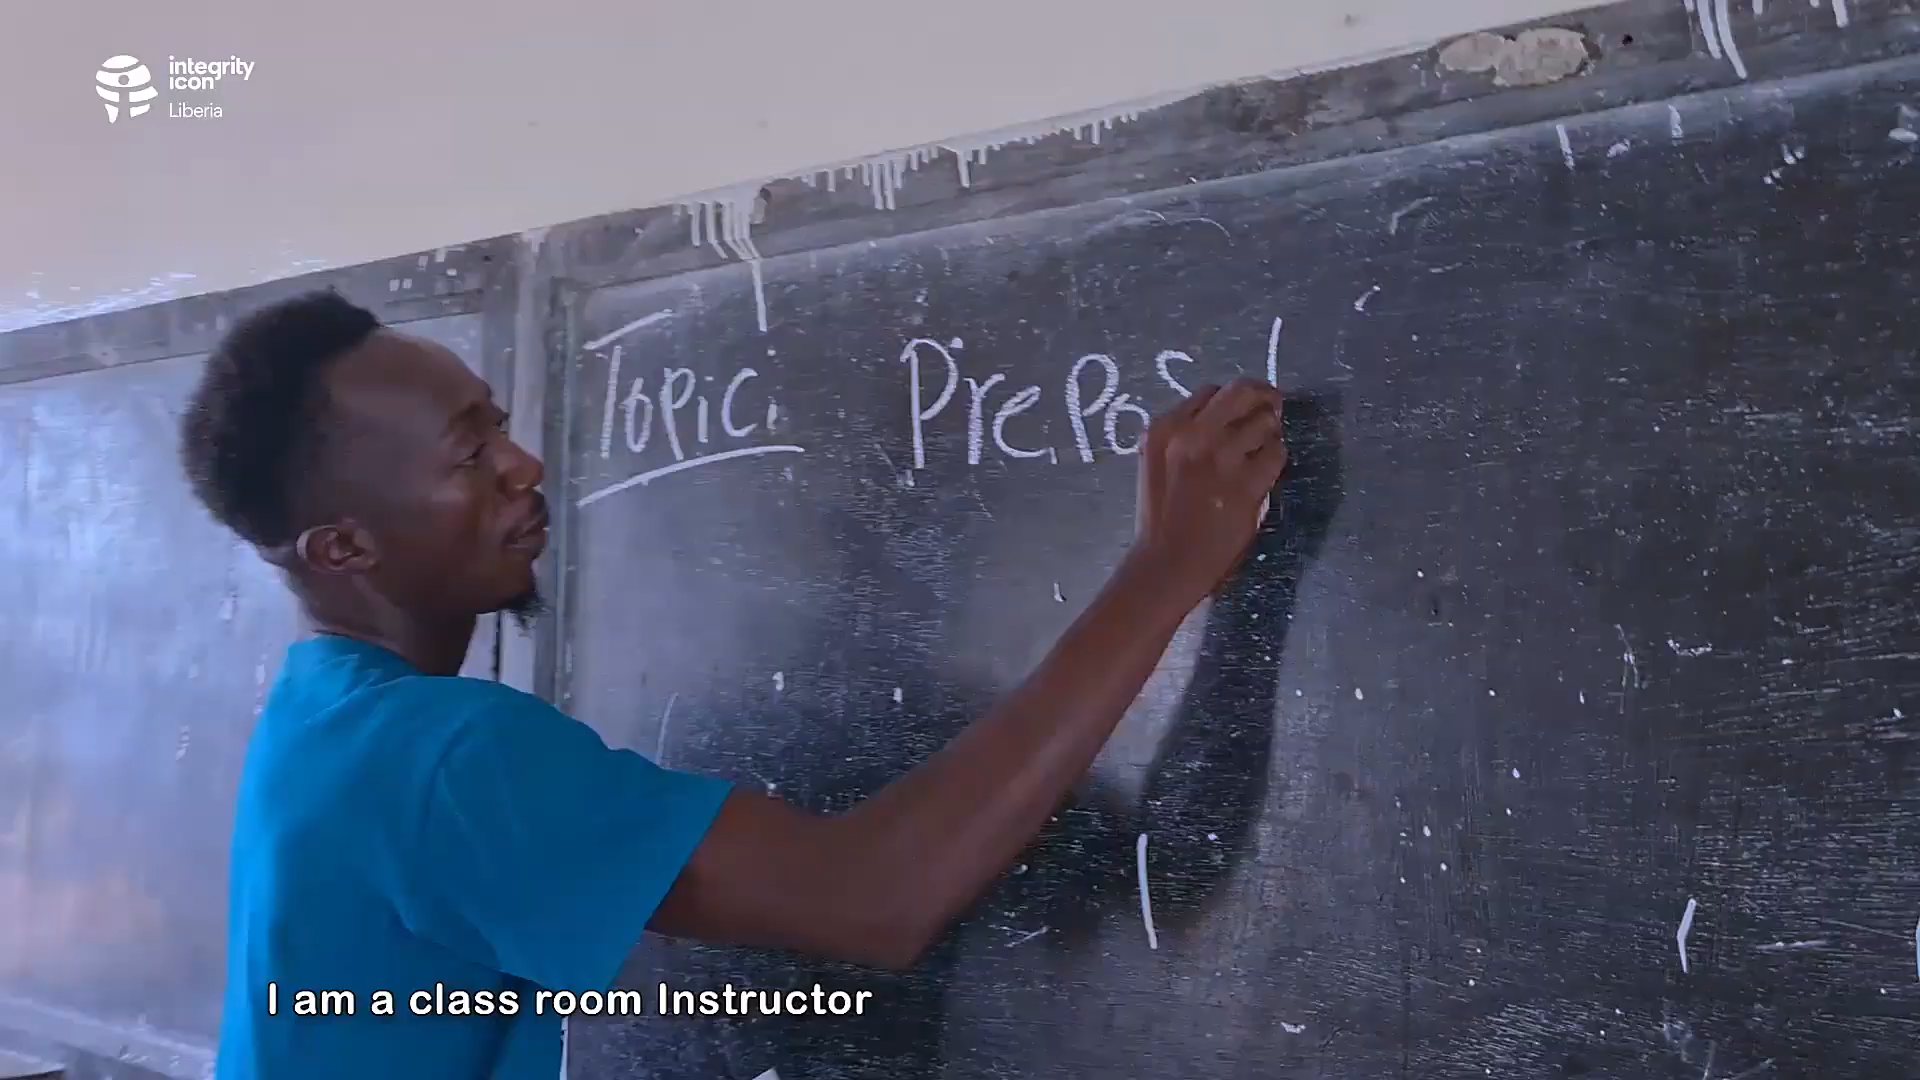 integrity
icon
Liberia
Topic: Prepos
I am a class room Instructor